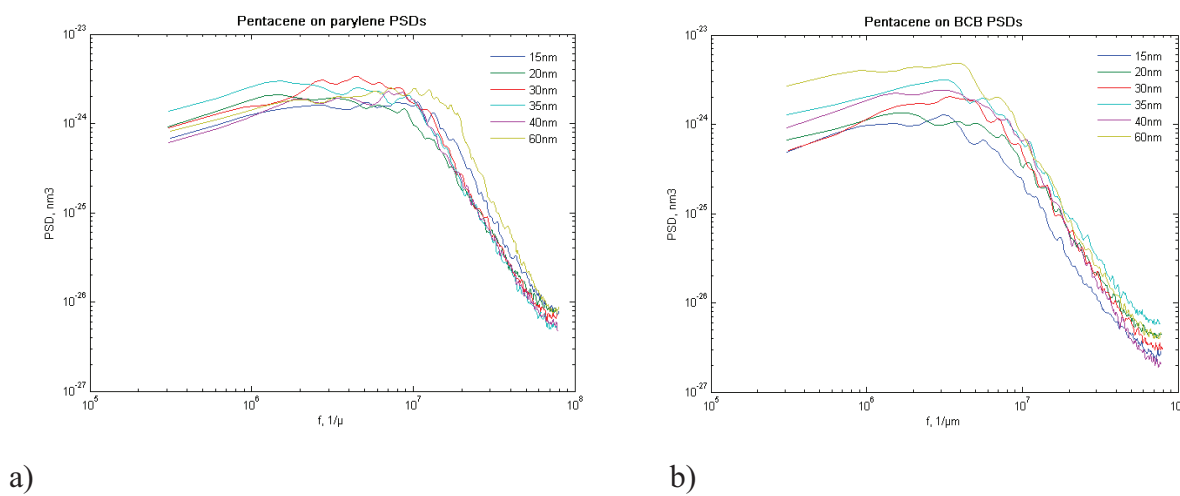 Pentacene on parylene PSDs
10^-23
10^-24
10^-25
10^-26
10^-27
PSD, nm3
15nm
20nm
30nm
35nm
40nm
60nm
10^5
10^6
10^7
10^8
f, 1/μ
a)
Pentacene on BCB PSDs
10^-23
10^-24
10^-25
10^-26
10^-27
PSD, nm3
15nm
20nm
30nm
35nm
40nm
60nm
10^5
10^6
10^7
10
f, 1/μm
b)